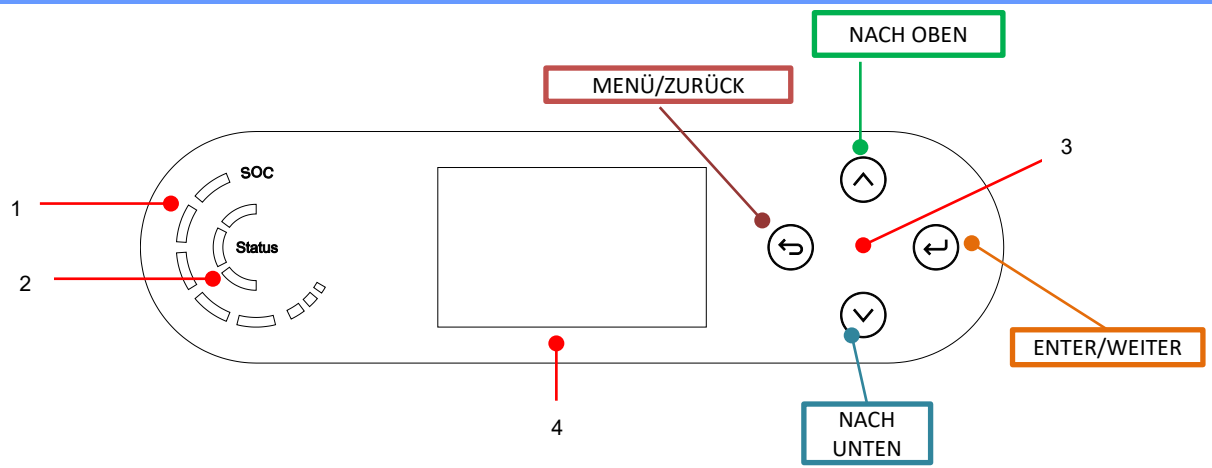 NACH OBEN
MENÜ/ZURÜCK
3
SOC
1
Status
2
ENTER/WEITER
4
NACH
UNTEN